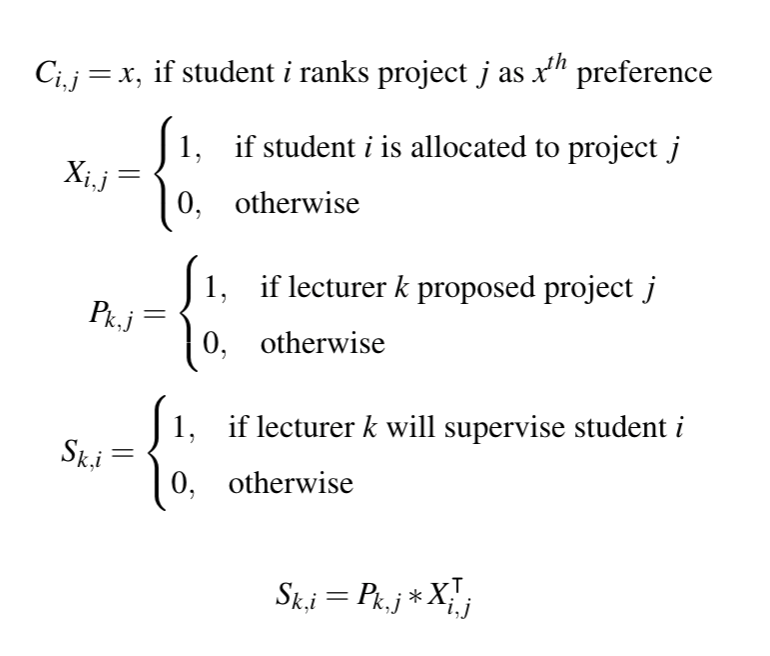 C_{i,j} = x, if student i ranks project j as x^{th} preference
X_{i,j} = { 1, if student i is allocated to project j
0, otherwise
P_{k,j} = { 1, if lecturer k proposed project j
0, otherwise
S_{k,i} = { 1, if lecturer k will supervise student i
0, otherwise
S_{k,i} = P_{k,j} * X_{i,j}^{T}